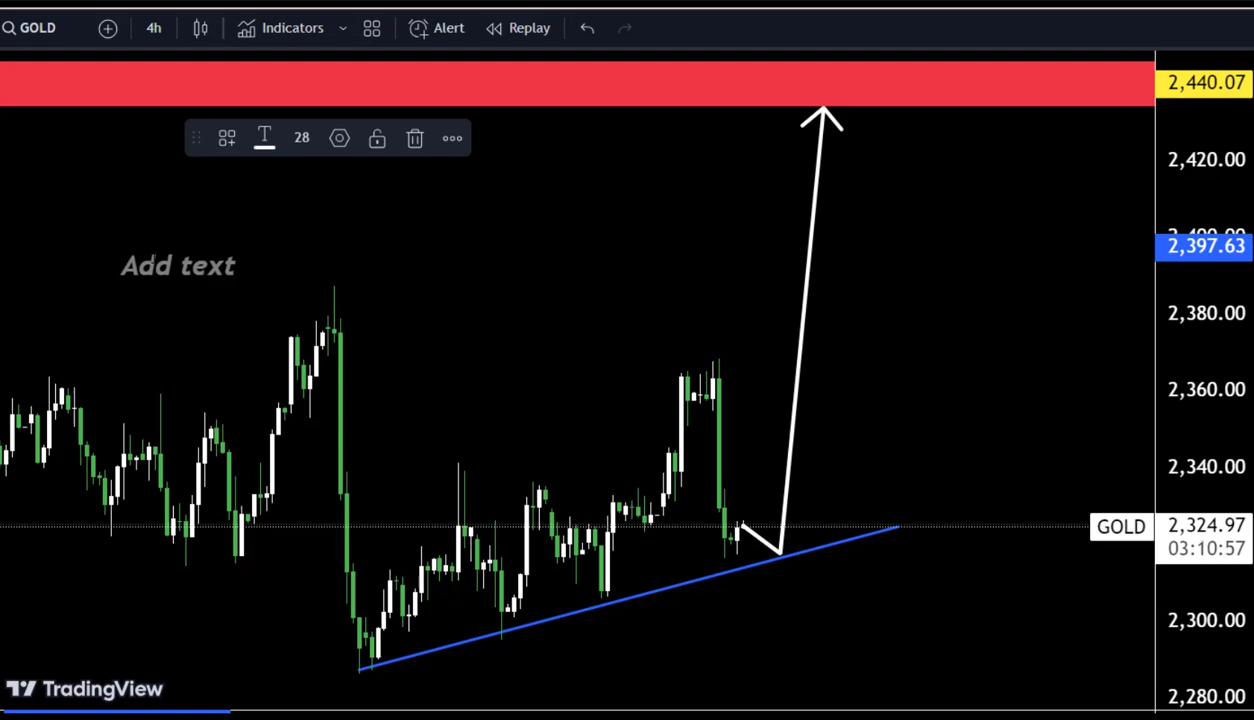 GOLD 4h Indicators Alert Replay
2,440.07
28
2,420.00
2,397.63
Add text
2,380.00
2,360.00
2,340.00
GOLD 2,324.97
03:10:57
2,300.00
TradingView
2,280.00